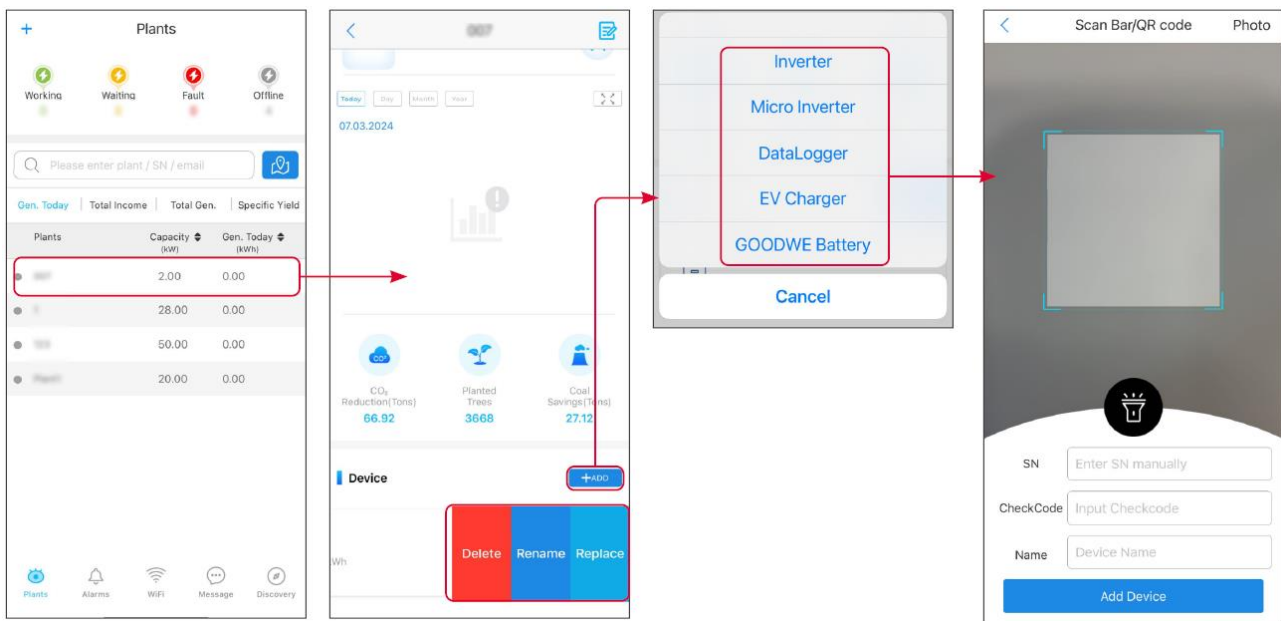 + Plants
Working Waiting Fault Offline
Please enter plant / SN / email
Gen. Today Total Income Total Gen. Specific Yield
Plants Capacity Gen. Today
(kW) (kWh)
2.00 0.00
28.00 0.00
50.00 0.00
20.00 0.00
Plants Alarms WiFi Message Discovery
007
Today Day Month Year
07.03.2024
CO₂
CO₂
Reduction(Tons)
66.92
Planted
Trees
3668
Coal
Savings(Tons)
27.12
Device
+ADD
Wh
Delete Rename Replace
Inverter
Micro Inverter
DataLogger
EV Charger
GOODWE Battery
Cancel
Scan Bar/QR code Photo
SN Enter SN manually
CheckCode Input Checkcode
Name Device Name
Add Device